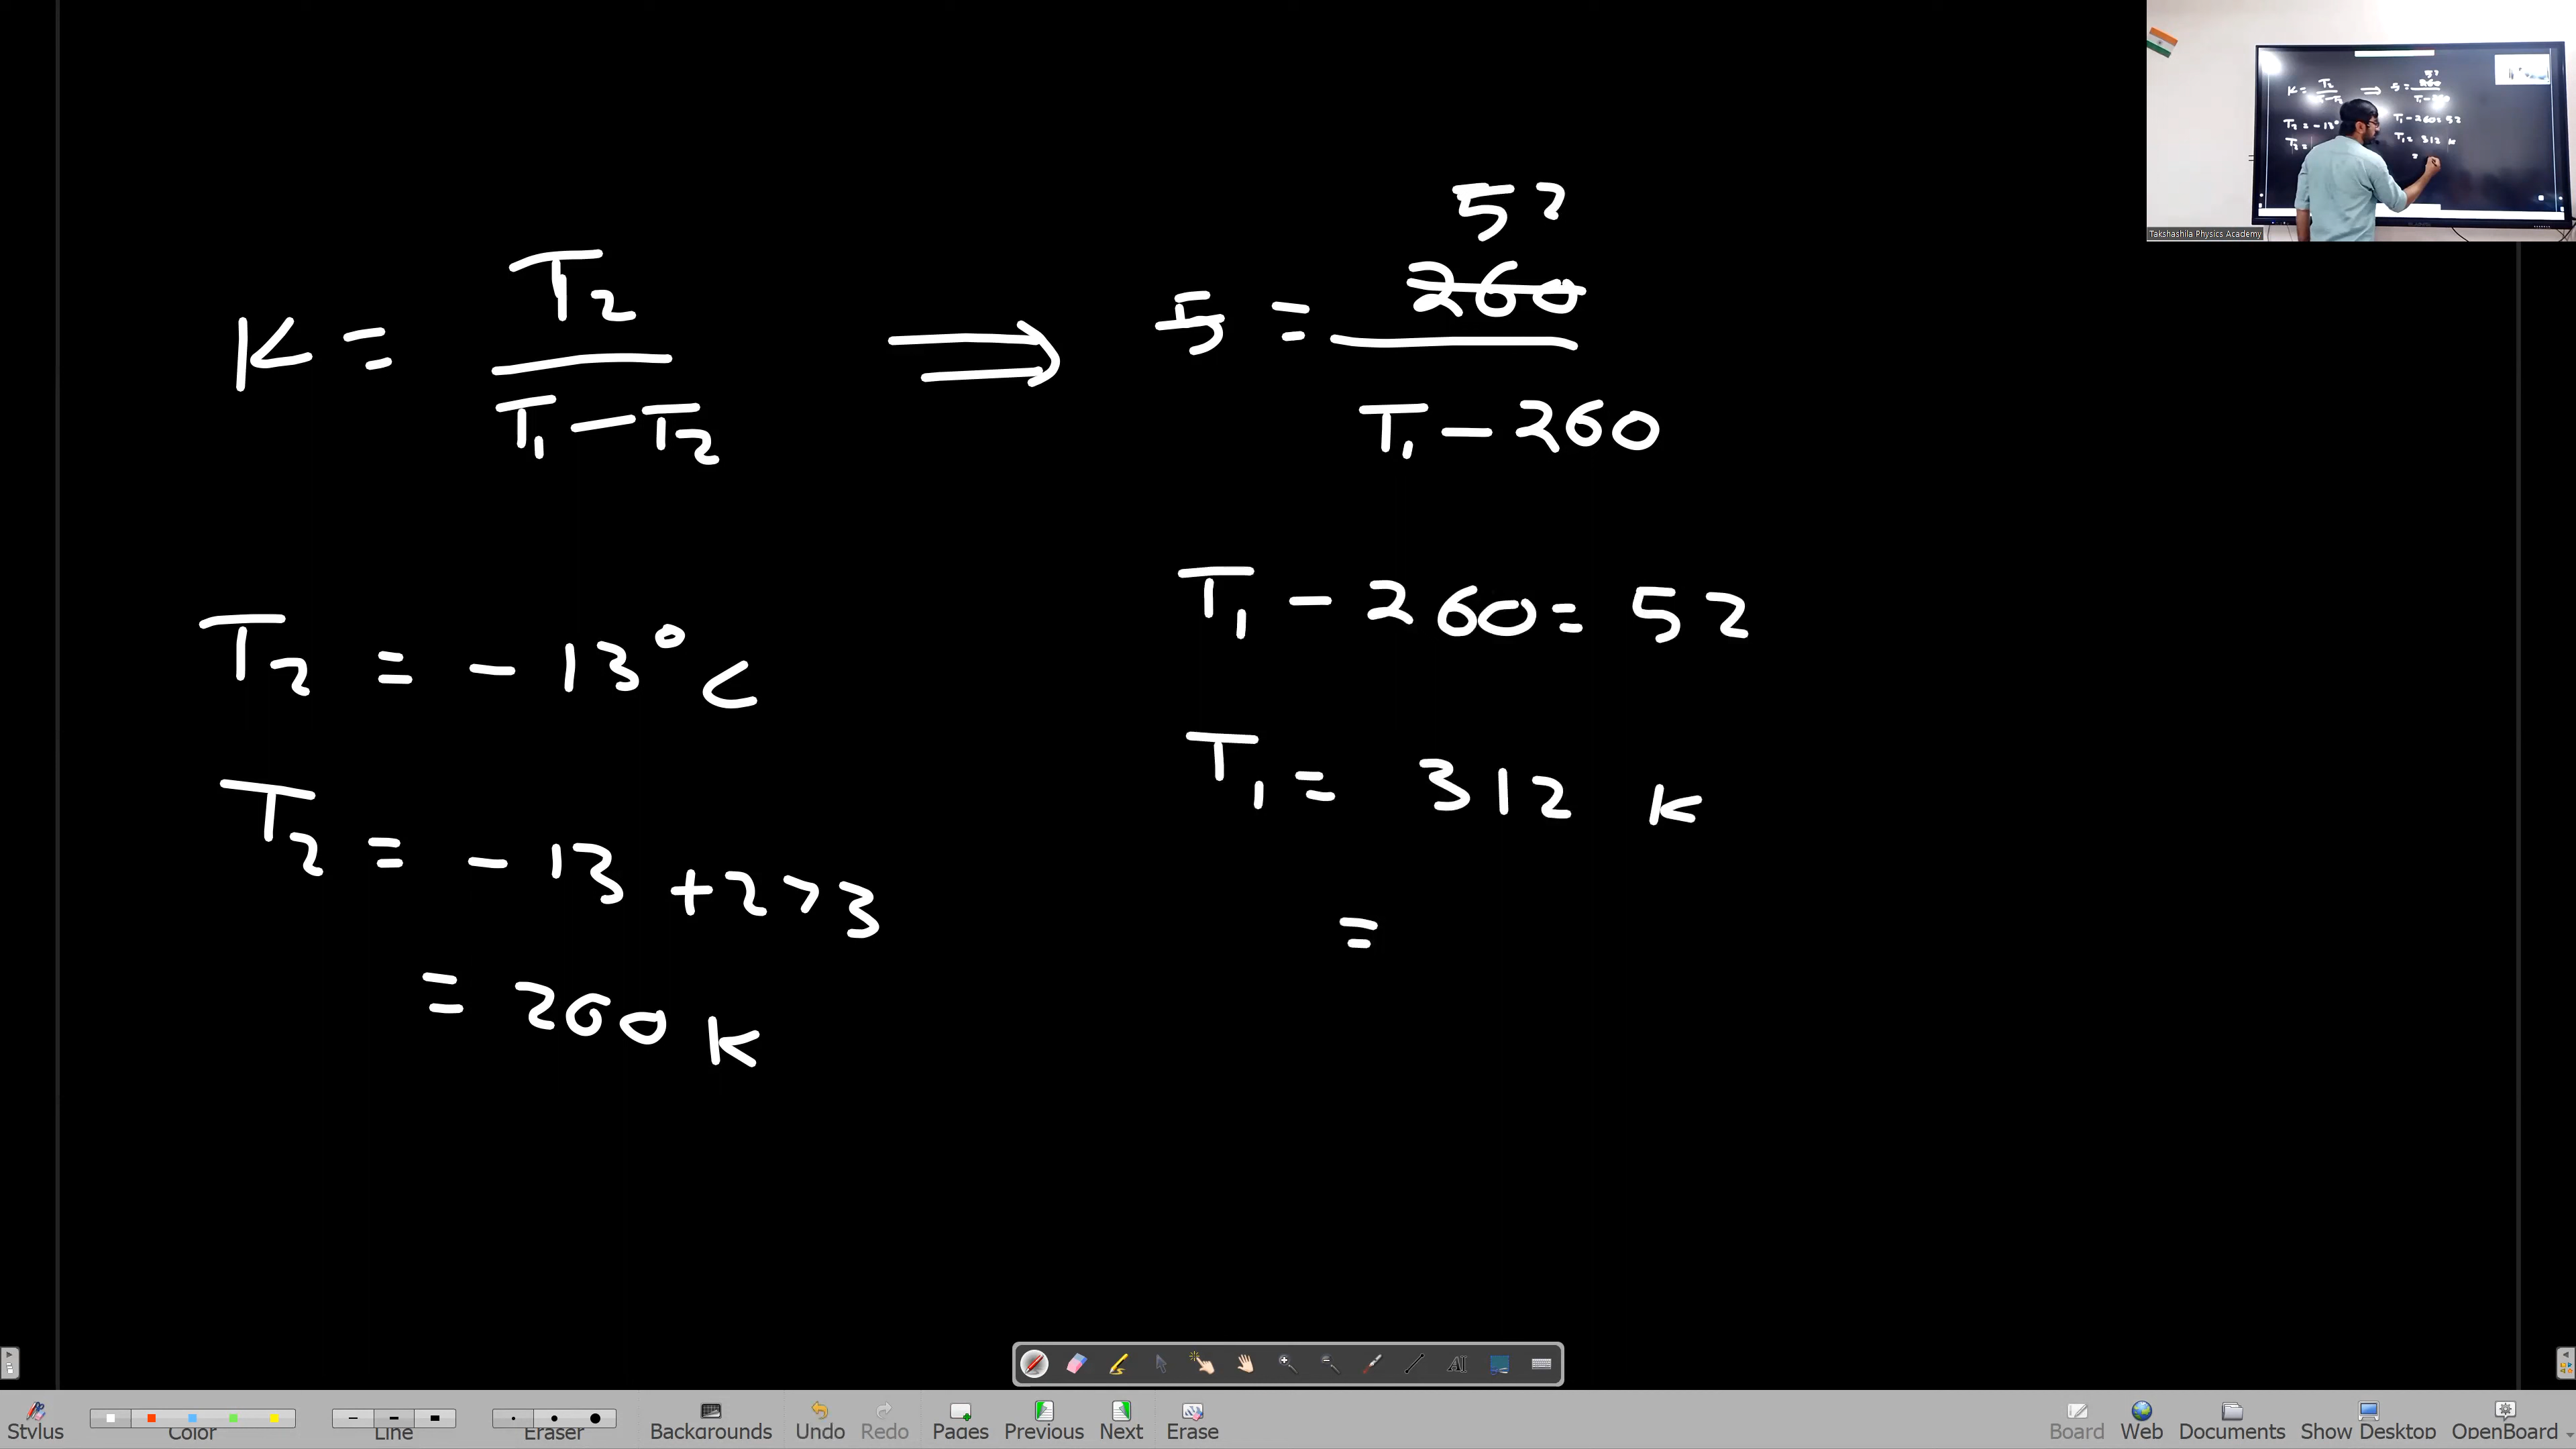 K = T₂ / (T₁ − T₂) ⟹ 5 = 260 / (T₁ − 260)
52
T₂ = − 13° C
T₂ = − 13 + 273
= 260 K
T₁ − 260 = 52
T₁ = 312 K
=
Takshashila Physics Academy
Stylus Color Line Eraser Backgrounds Undo Redo Pages Previous Next Erase Board Web Documents Show Desktop OpenBoard